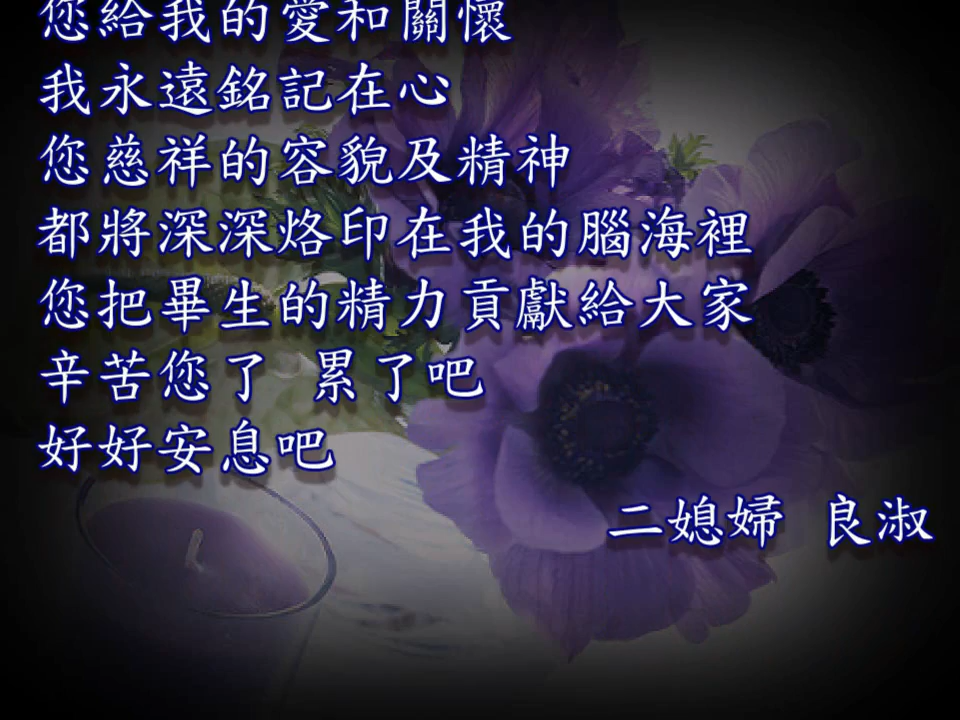 您給我的愛和關懷
我永遠銘記在心
您慈祥的容貌及精神
都將深深烙印在我的腦海裡
您把畢生的精力貢獻給大家
辛苦您了 累了吧
好好安息吧
二媳婦 良淑